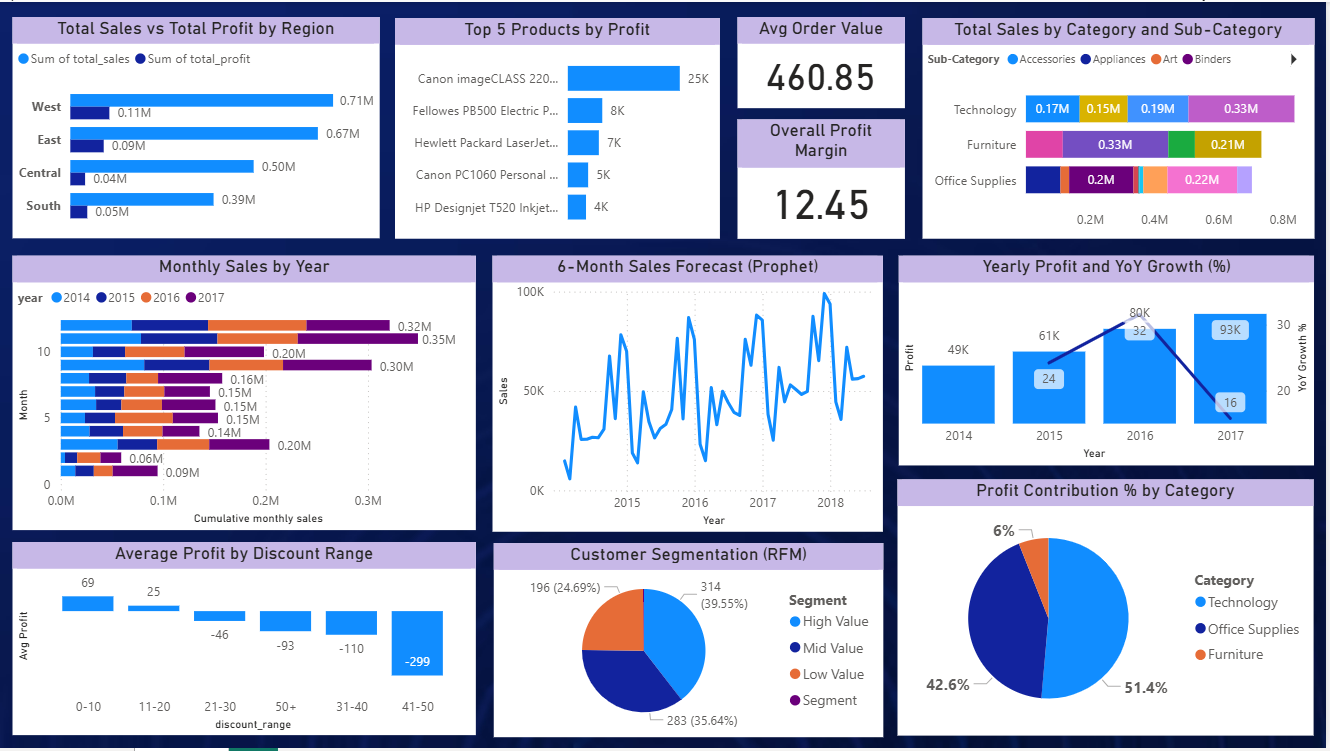 Total Sales vs Total Profit by Region
Sum of total_sales Sum of total_profit
West 0.71M
0.11M
East 0.67M
0.09M
Central 0.50M
0.04M
South 0.39M
0.05M
Top 5 Products by Profit
Canon imageCLASS 220... 25K
Fellowes PB500 Electric P... 8K
Hewlett Packard LaserJet... 7K
Canon PC1060 Personal ... 5K
HP Designjet T520 Inkjet... 4K
Avg Order Value
460.85
Overall Profit
Margin
12.45
Total Sales by Category and Sub-Category
Sub-Category Accessories Appliances Art Binders
Technology 0.17M 0.15M 0.19M 0.33M
Furniture 0.33M 0.21M
Office Supplies 0.2M 0.22M
0.2M 0.4M 0.6M 0.8M
Monthly Sales by Year
year 2014 2015 2016 2017
0.32M
0.35M
10 0.20M
0.30M
0.16M
0.15M
0.15M
5 0.15M
0.14M
0.20M
0.06M
0.09M
0
0.0M 0.1M 0.2M 0.3M
Month
Cumulative monthly sales
6-Month Sales Forecast (Prophet)
100K
50K
0K
Sales
2015 2016 2017 2018
Year
Yearly Profit and YoY Growth (%)
49K 61K 80K 93K
24 32 16
30
20
Profit
YoY Growth %
2014 2015 2016 2017
Year
Average Profit by Discount Range
69 25 -46 -93 -110 -299
Avg Profit
0-10 11-20 21-30 50+ 31-40 41-50
discount_range
Customer Segmentation (RFM)
196 (24.69%)
314
(39.55%)
283 (35.64%)
Segment
High Value
Mid Value
Low Value
Segment
Profit Contribution % by Category
6%
42.6%
51.4%
Category
Technology
Office Supplies
Furniture